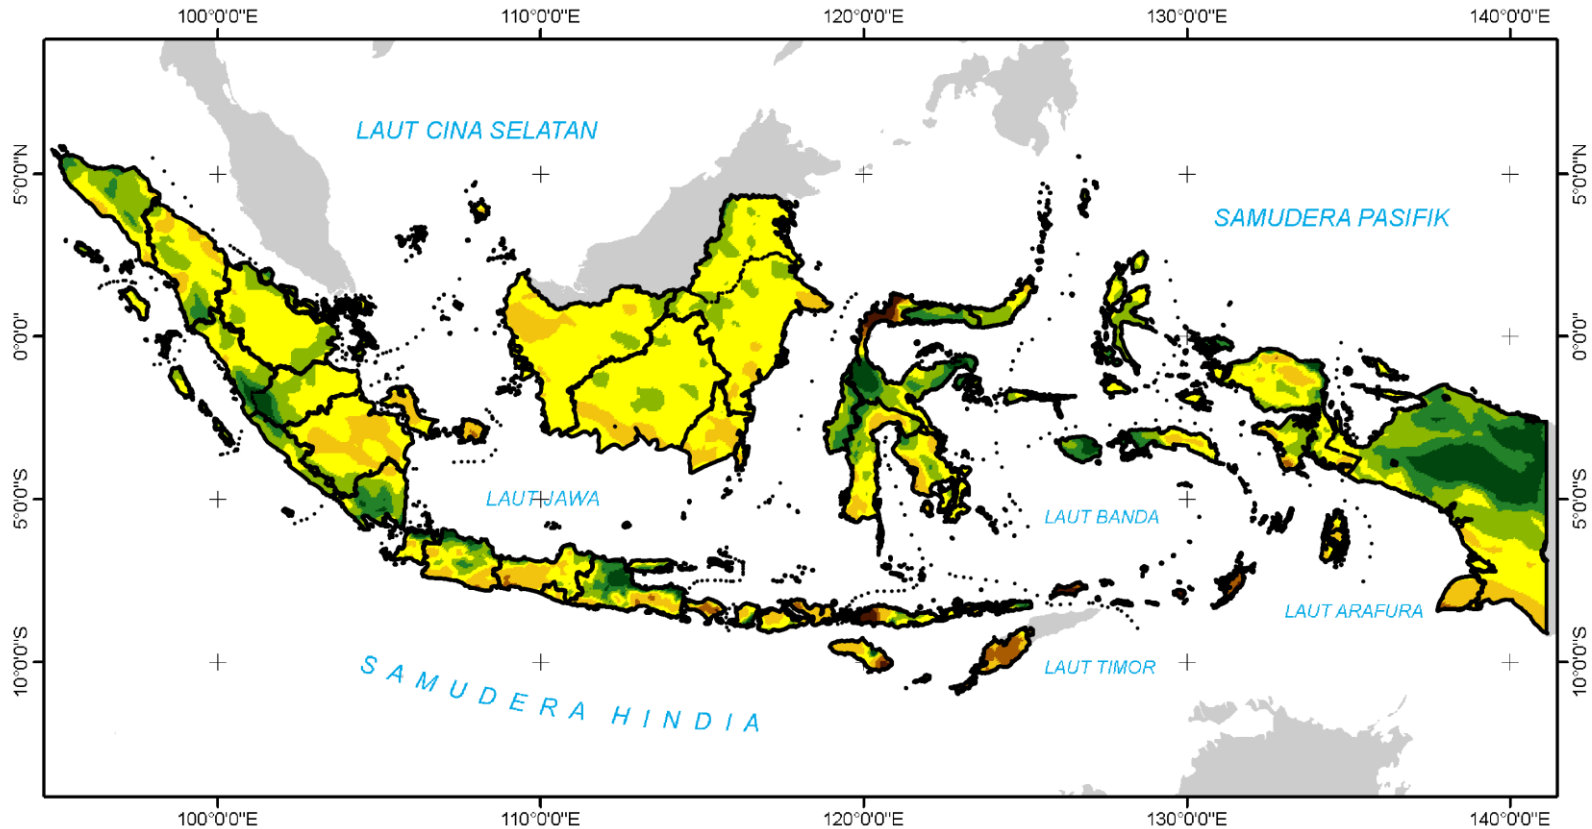 100°0'0"E 110°0'0"E 120°0'0"E 130°0'0"E 140°0'0"E
LAUT CINA SELATAN
5°0'0"N 5°0'0"N
SAMUDERA PASIFIK
0°0'0" 0°0'0"
LAUT JAWA
5°0'0"S 5°0'0"S
LAUT BANDA
LAUT ARAFURA
10°0'0"S 10°0'0"S
LAUT TIMOR
SAMUDERA HINDIA
100°0'0"E 110°0'0"E 120°0'0"E 130°0'0"E 140°0'0"E